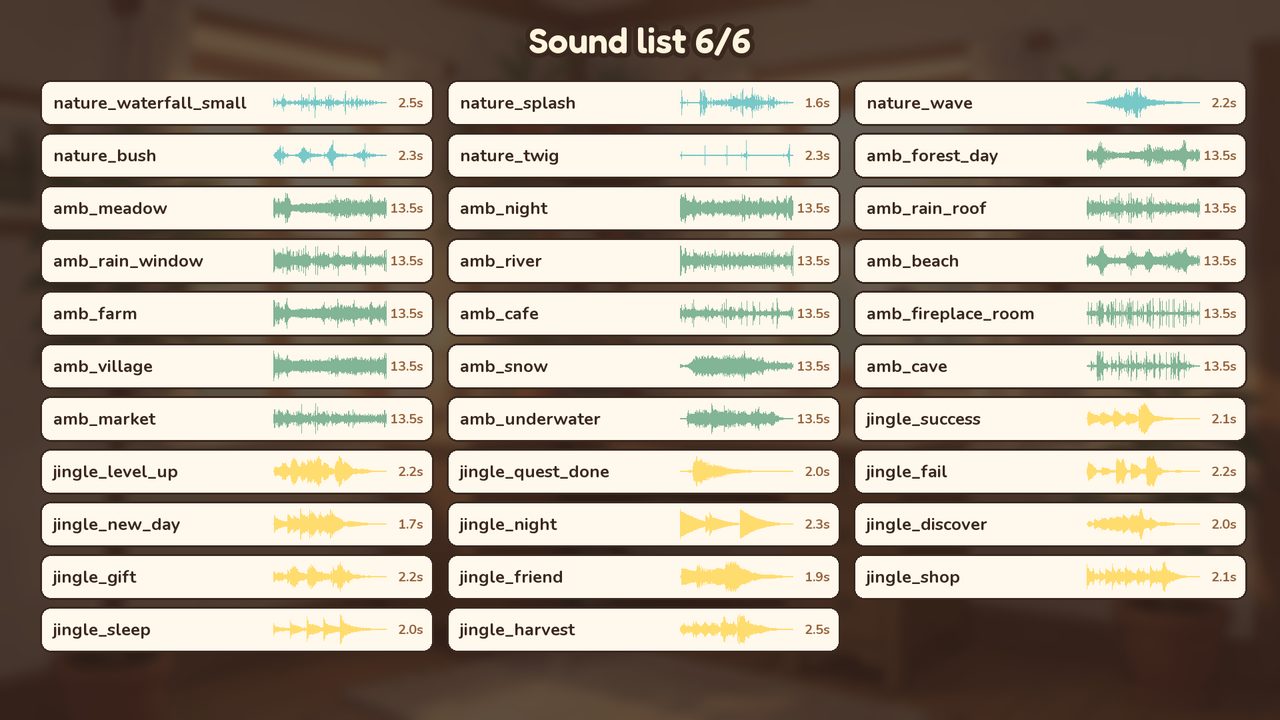 Sound list 6/6
nature_waterfall_small 2.5s
nature_splash 1.6s
nature_wave 2.2s
nature_bush 2.3s
nature_twig 2.3s
amb_forest_day 13.5s
amb_meadow 13.5s
amb_night 13.5s
amb_rain_roof 13.5s
amb_rain_window 13.5s
amb_river 13.5s
amb_beach 13.5s
amb_farm 13.5s
amb_cafe 13.5s
amb_fireplace_room 13.5s
amb_village 13.5s
amb_snow 13.5s
amb_cave 13.5s
amb_market 13.5s
amb_underwater 13.5s
jingle_success 2.1s
jingle_level_up 2.2s
jingle_quest_done 2.0s
jingle_fail 2.2s
jingle_new_day 1.7s
jingle_night 2.3s
jingle_discover 2.0s
jingle_gift 2.2s
jingle_friend 1.9s
jingle_shop 2.1s
jingle_sleep 2.0s
jingle_harvest 2.5s